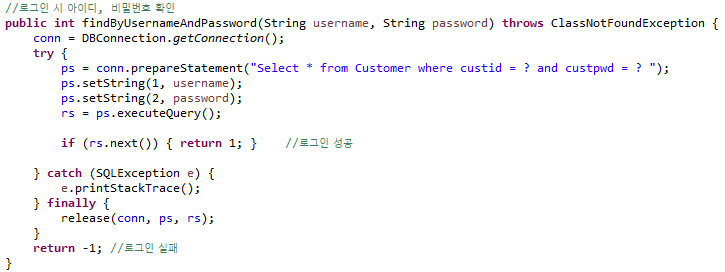 //로그인 시 아이디, 비밀번호 확인
public int findByUsernameAndPassword(String username, String password) throws ClassNotFoundException {
    conn = DBConnection.getConnection();
    try {
        ps = conn.prepareStatement("Select * from Customer where custid = ? and custpwd = ? ");
        ps.setString(1, username);
        ps.setString(2, password);
        rs = ps.executeQuery();

        if (rs.next()) { return 1; }    //로그인 성공

    } catch (SQLException e) {
        e.printStackTrace();
    } finally {
        release(conn, ps, rs);
    }
    return -1; //로그인 실패
}